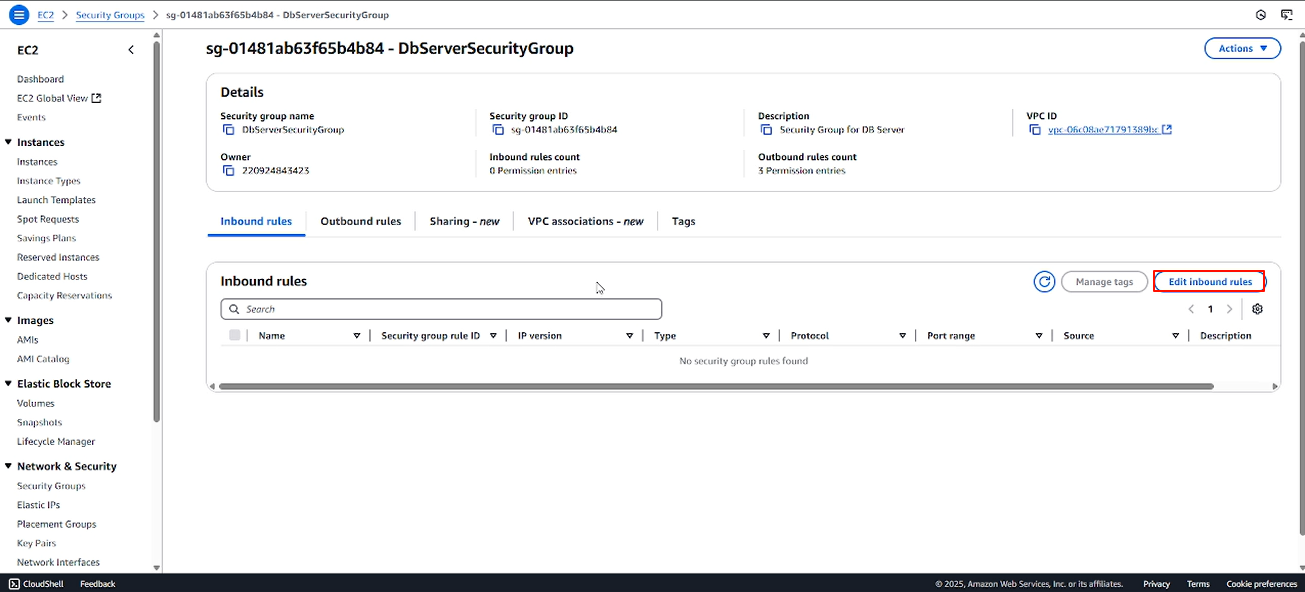 EC2 > Security Groups > sg-01481ab63f65b4b84 - DbServerSecurityGroup
EC2
Dashboard
EC2 Global View
Events
Instances
Instances
Instance Types
Launch Templates
Spot Requests
Savings Plans
Reserved Instances
Dedicated Hosts
Capacity Reservations
Images
AMIs
AMI Catalog
Elastic Block Store
Volumes
Snapshots
Lifecycle Manager
Network & Security
Security Groups
Elastic IPs
Placement Groups
Key Pairs
Network Interfaces
sg-01481ab63f65b4b84 - DbServerSecurityGroup
Actions
Details
Security group name
DbServerSecurityGroup
Security group ID
sg-01481ab63f65b4b84
Description
Security Group for DB Server
VPC ID
vpc-06c08ae71791389bc
Owner
220924843423
Inbound rules count
0 Permission entries
Outbound rules count
3 Permission entries
Inbound rules Outbound rules Sharing - new VPC associations - new Tags
Inbound rules
Manage tags Edit inbound rules
Search
1
Name Security group rule ID IP version Type Protocol Port range Source Description
No security group rules found
CloudShell Feedback © 2025, Amazon Web Services, Inc. or its affiliates. Privacy Terms Cookie preferences